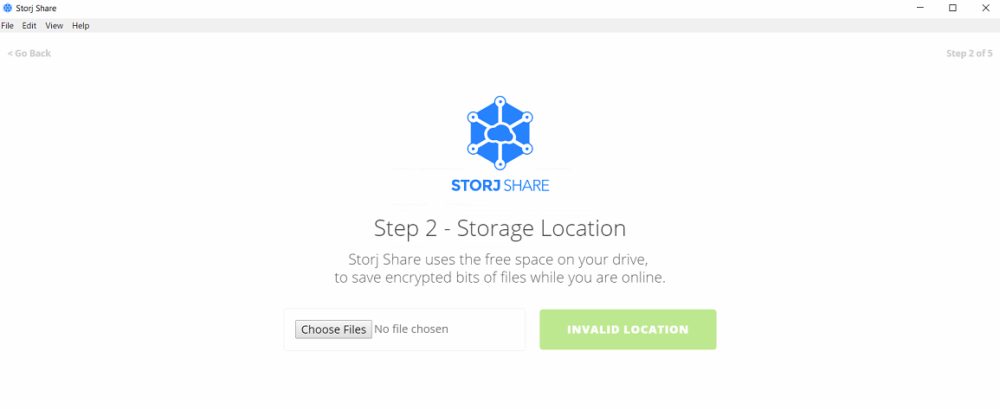 Storj Share
File Edit View Help
< Go Back
Step 2 of 5
STORJ SHARE
Step 2 - Storage Location
Storj Share uses the free space on your drive,
to save encrypted bits of files while you are online.
Choose Files No file chosen
INVALID LOCATION